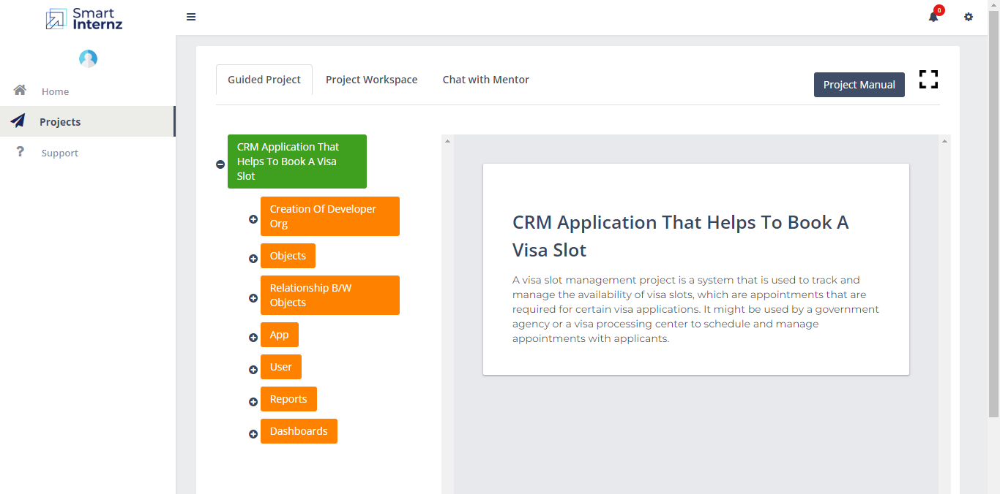 Smart
Internz
0
Home
Projects
? Support
Guided Project
Project Workspace
Chat with Mentor
Project Manual
CRM Application That
Helps To Book A Visa
Slot
Creation Of Developer
Org
Objects
Relationship B/W
Objects
App
User
Reports
Dashboards
CRM Application That Helps To Book A
Visa Slot
A visa slot management project is a system that is used to track and
manage the availability of visa slots, which are appointments that are
required for certain visa applications. It might be used by a government
agency or a visa processing center to schedule and manage
appointments with applicants.